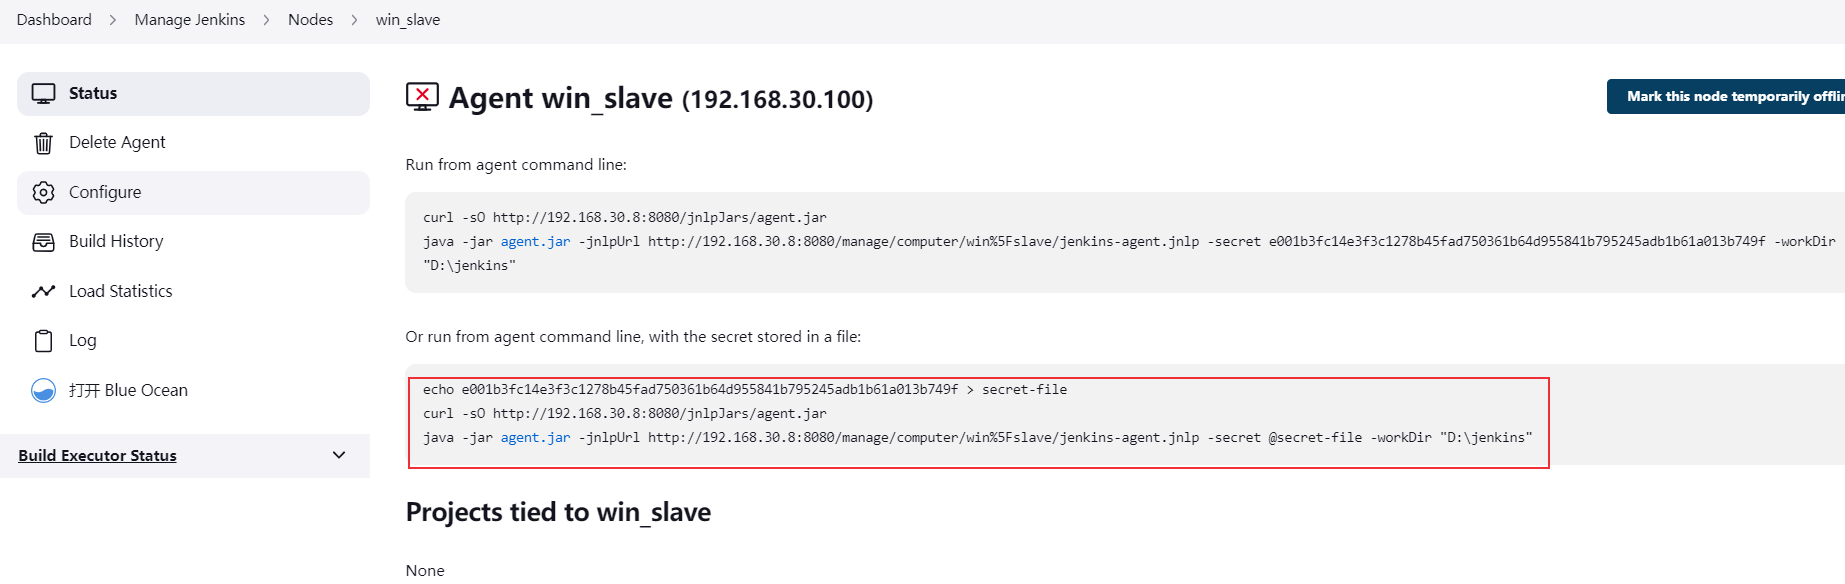 Dashboard > Manage Jenkins > Nodes > win_slave
Status
Delete Agent
Configure
Build History
Load Statistics
Log
打开 Blue Ocean
Build Executor Status
Agent win_slave (192.168.30.100)
Mark this node temporarily offlin
Run from agent command line:
curl -sO http://192.168.30.8:8080/jnlpJars/agent.jar
java -jar agent.jar -jnlpUrl http://192.168.30.8:8080/manage/computer/win%5Fslave/jenkins-agent.jnlp -secret e001b3fc14e3f3c1278b45fad750361b64d955841b795245adb1b61a013b749f -workDir
"D:\jenkins"
Or run from agent command line, with the secret stored in a file:
echo e001b3fc14e3f3c1278b45fad750361b64d955841b795245adb1b61a013b749f > secret-file
curl -sO http://192.168.30.8:8080/jnlpJars/agent.jar
java -jar agent.jar -jnlpUrl http://192.168.30.8:8080/manage/computer/win%5Fslave/jenkins-agent.jnlp -secret @secret-file -workDir "D:\jenkins"
Projects tied to win_slave
None